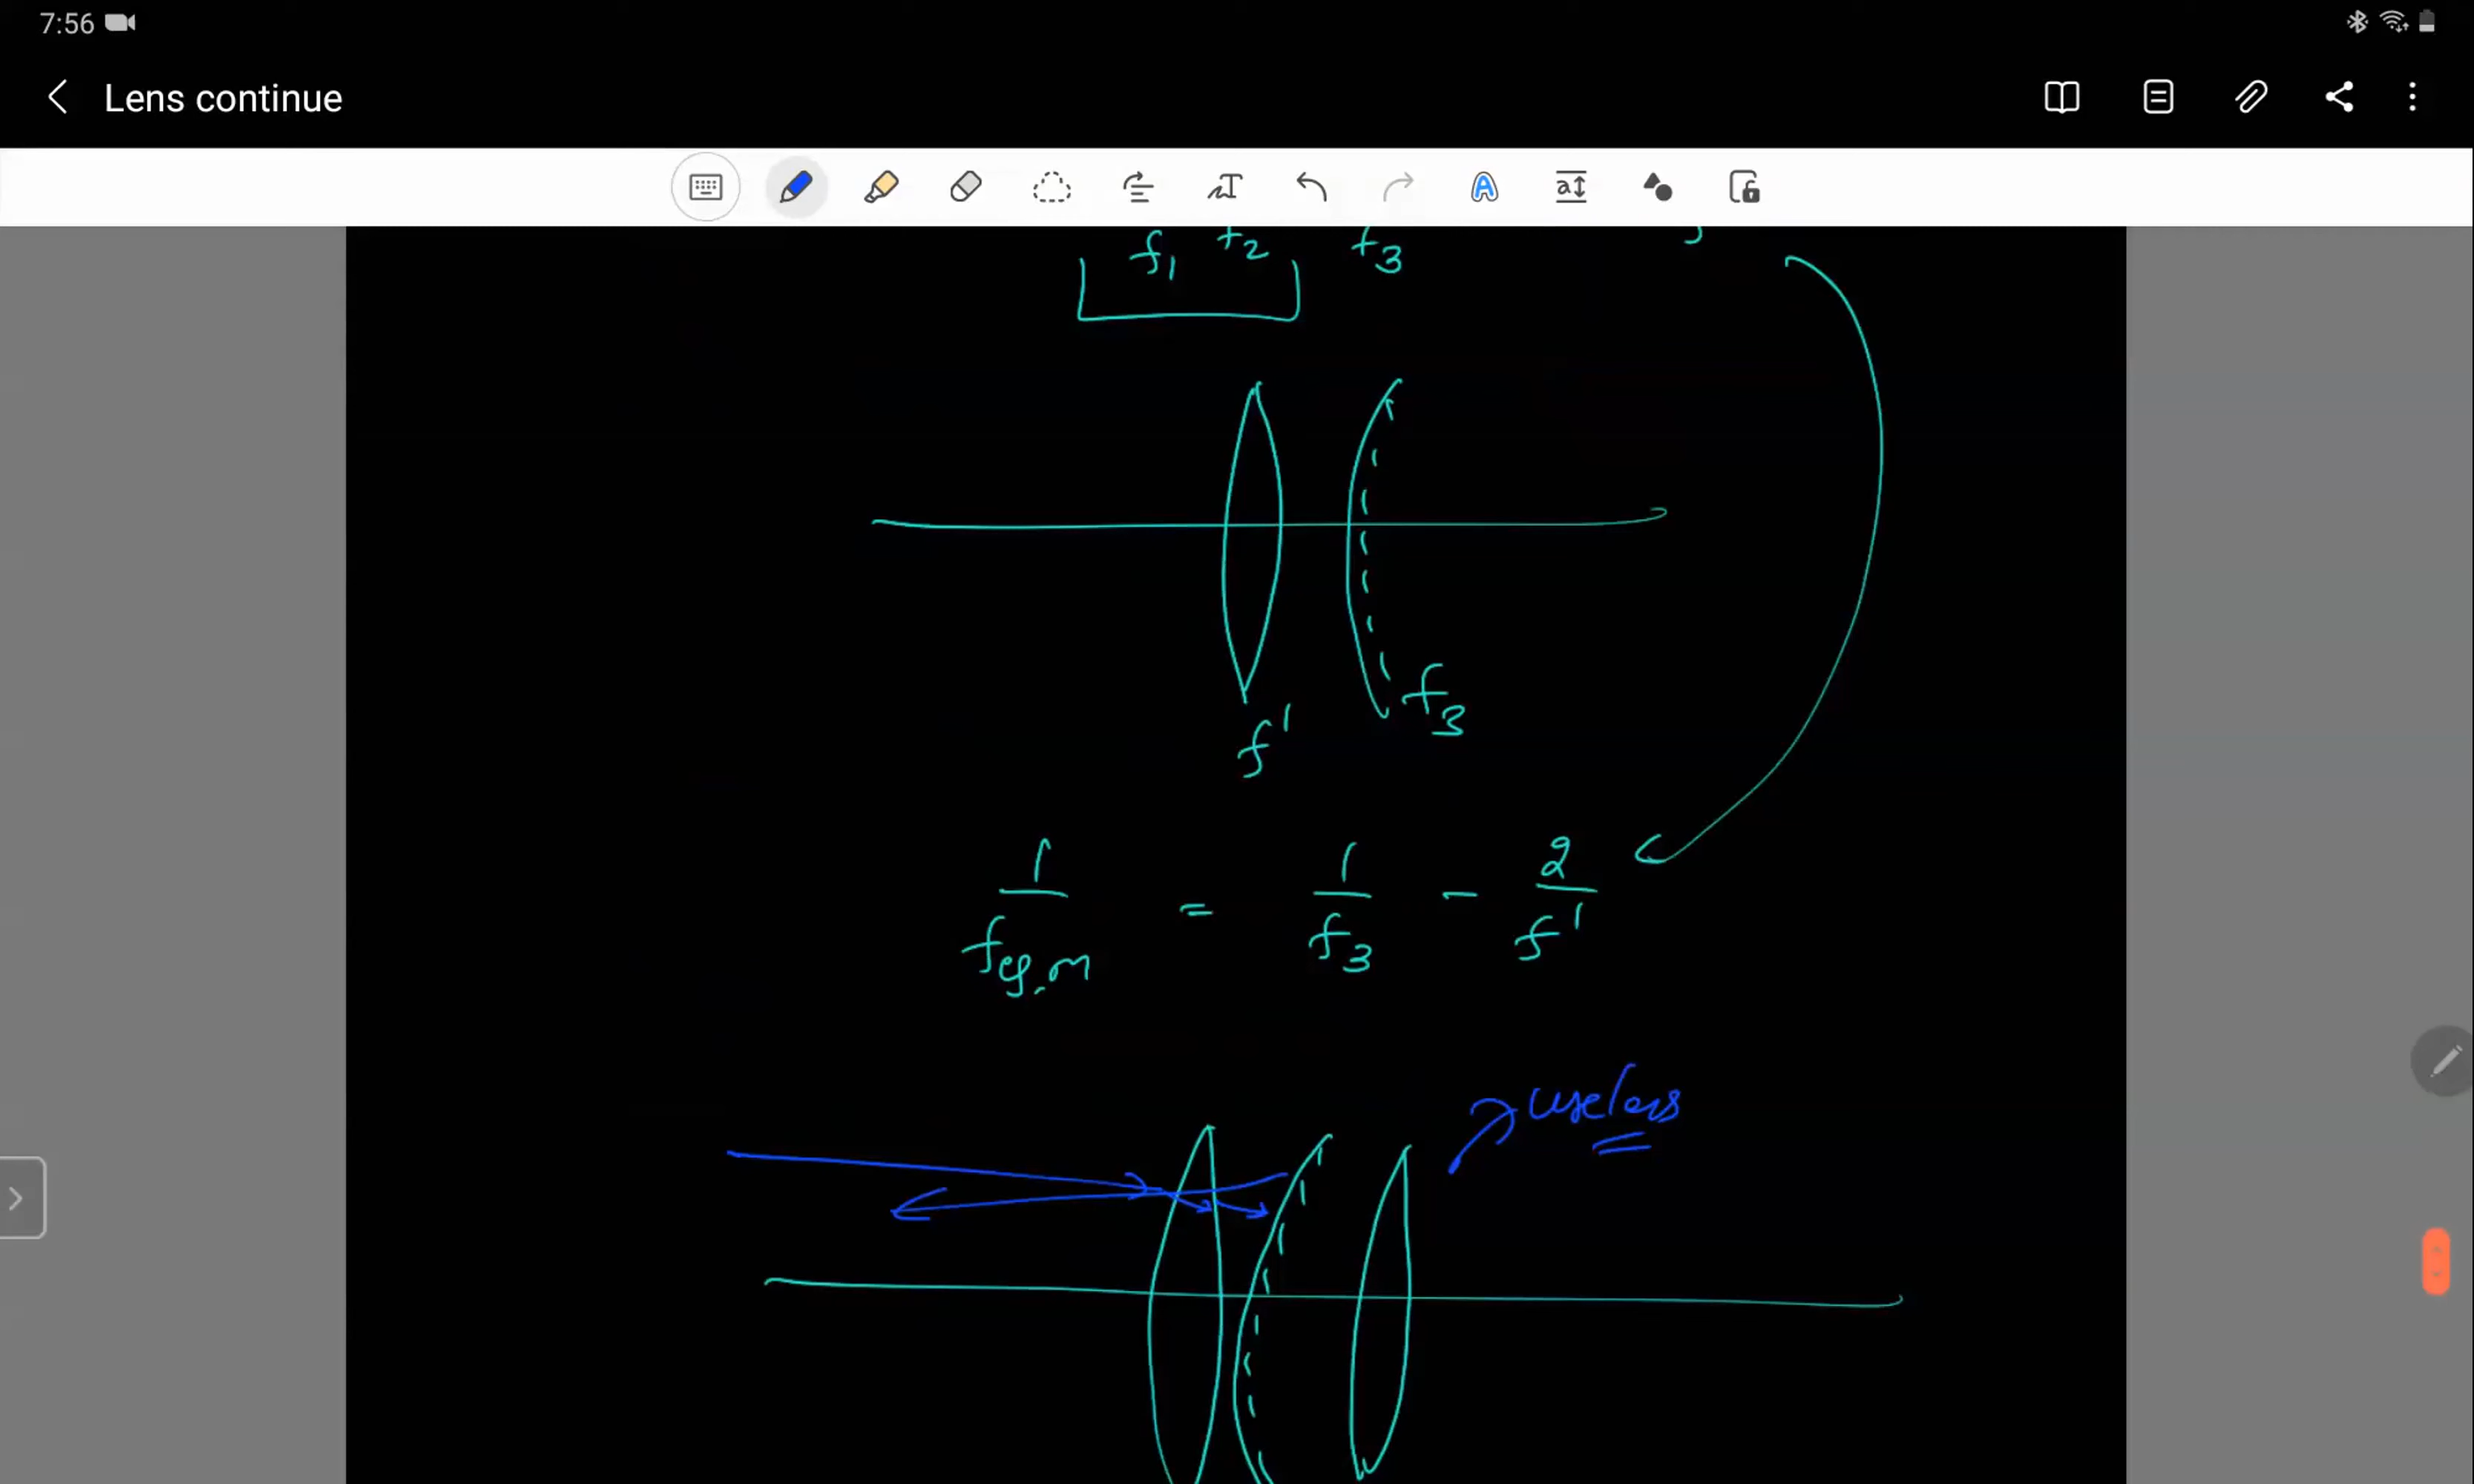 7:56
Lens continue
f₁ f₂ f₃
f₃
f'
1/f_eq.m = 1/f₃ - 2/f'
useless